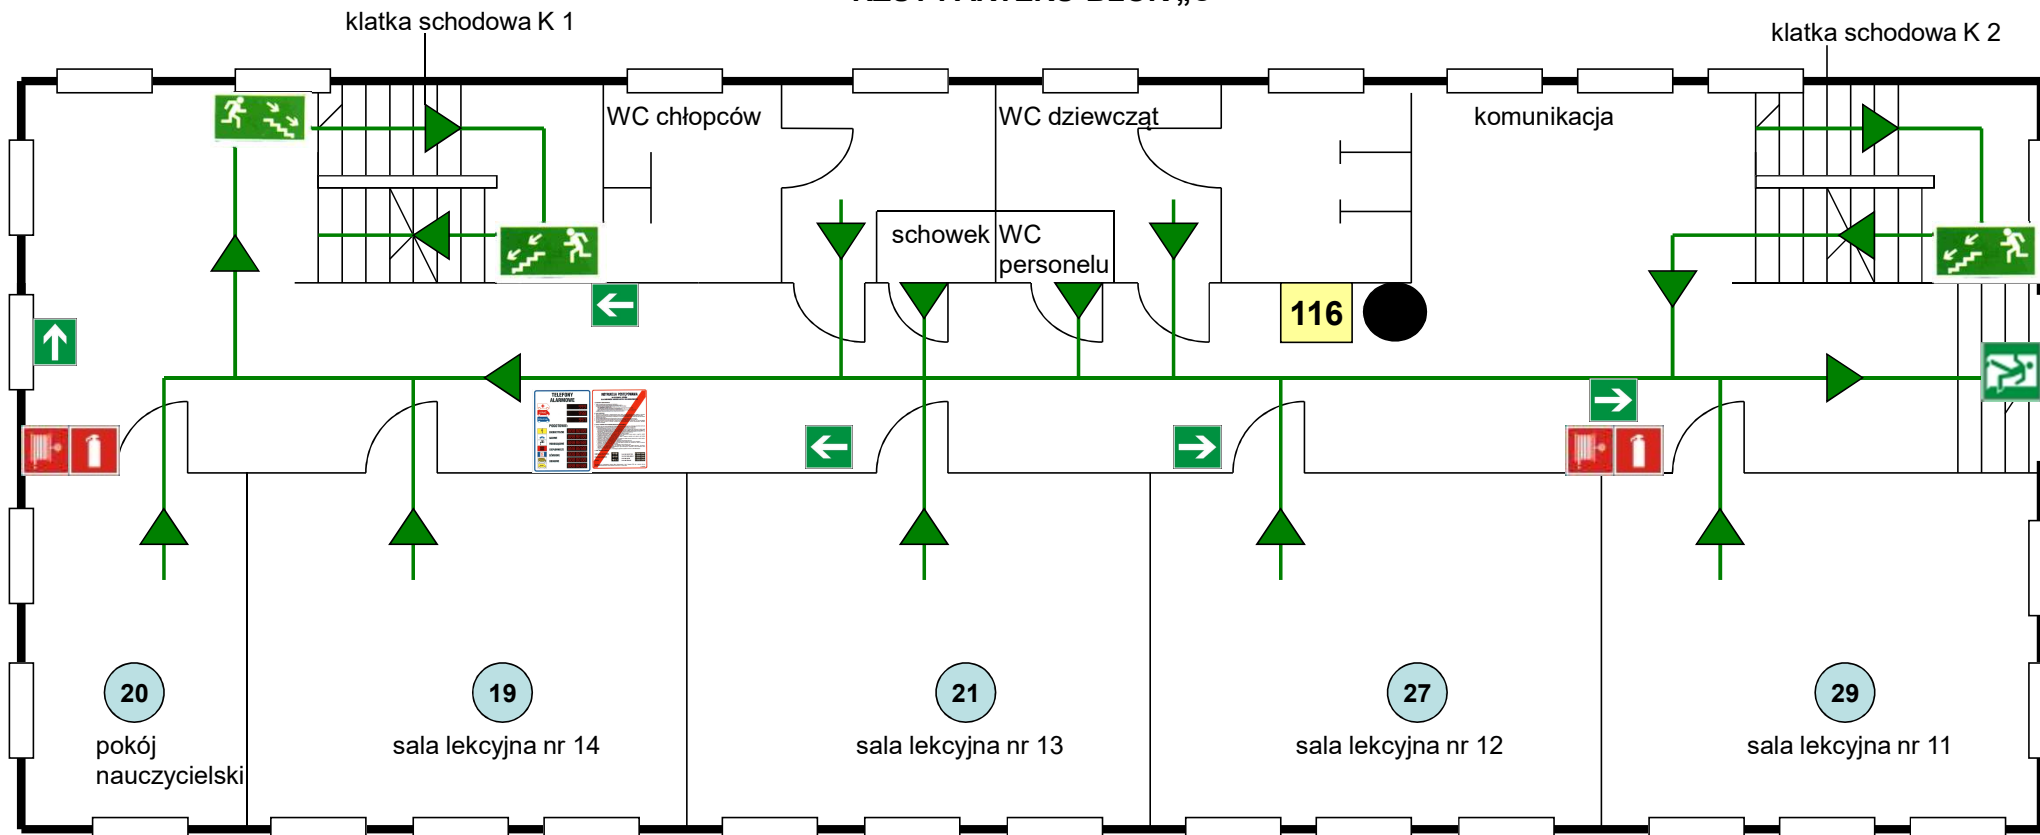 klatka schodowa K 1
klatka schodowa K 2
WC chłopców
WC dziewcząt
komunikacja
schowek
WC
personelu
116
TELEFONY
ALARMOWE
20
19
21
27
29
pokój
nauczycielski
sala lekcyjna nr 14
sala lekcyjna nr 13
sala lekcyjna nr 12
sala lekcyjna nr 11